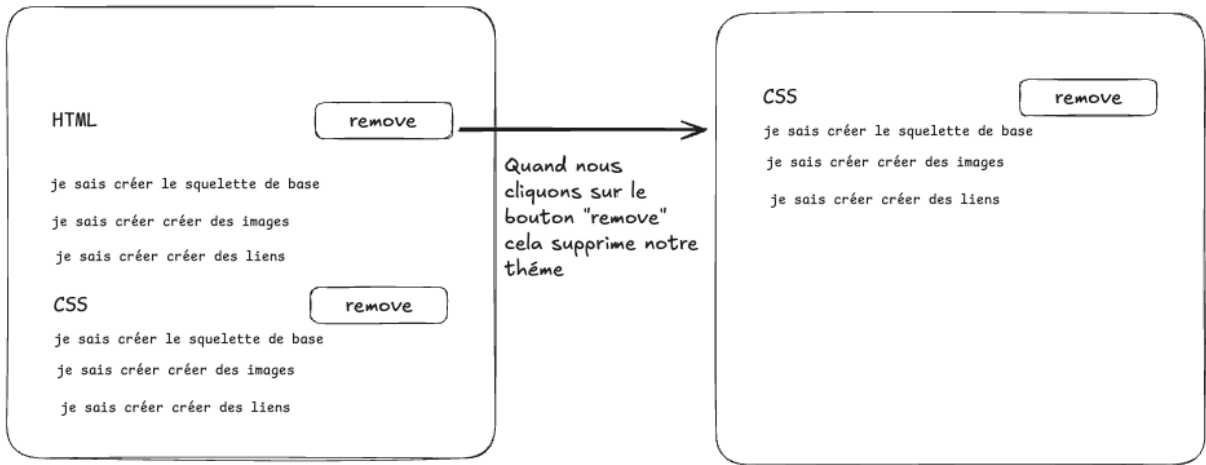 HTML
remove
je sais créer le squelette de base
je sais créer créer des images
je sais créer créer des liens
CSS
remove
je sais créer le squelette de base
je sais créer créer des images
je sais créer créer des liens
Quand nous
cliquons sur le
bouton "remove"
cela supprime notre
théme
CSS
remove
je sais créer le squelette de base
je sais créer créer des images
je sais créer créer des liens